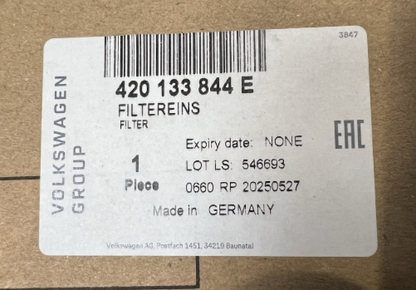 3847
420 133 844 E
FILTEREINS
FILTER
VOLKSWAGEN
GROUP
1
Piece
Expiry date: NONE
LOT LS: 546693
0660 RP 20250527
Made in GERMANY
EAC
Volkswagen AG, Postfach 1451, 34219 Baunatal